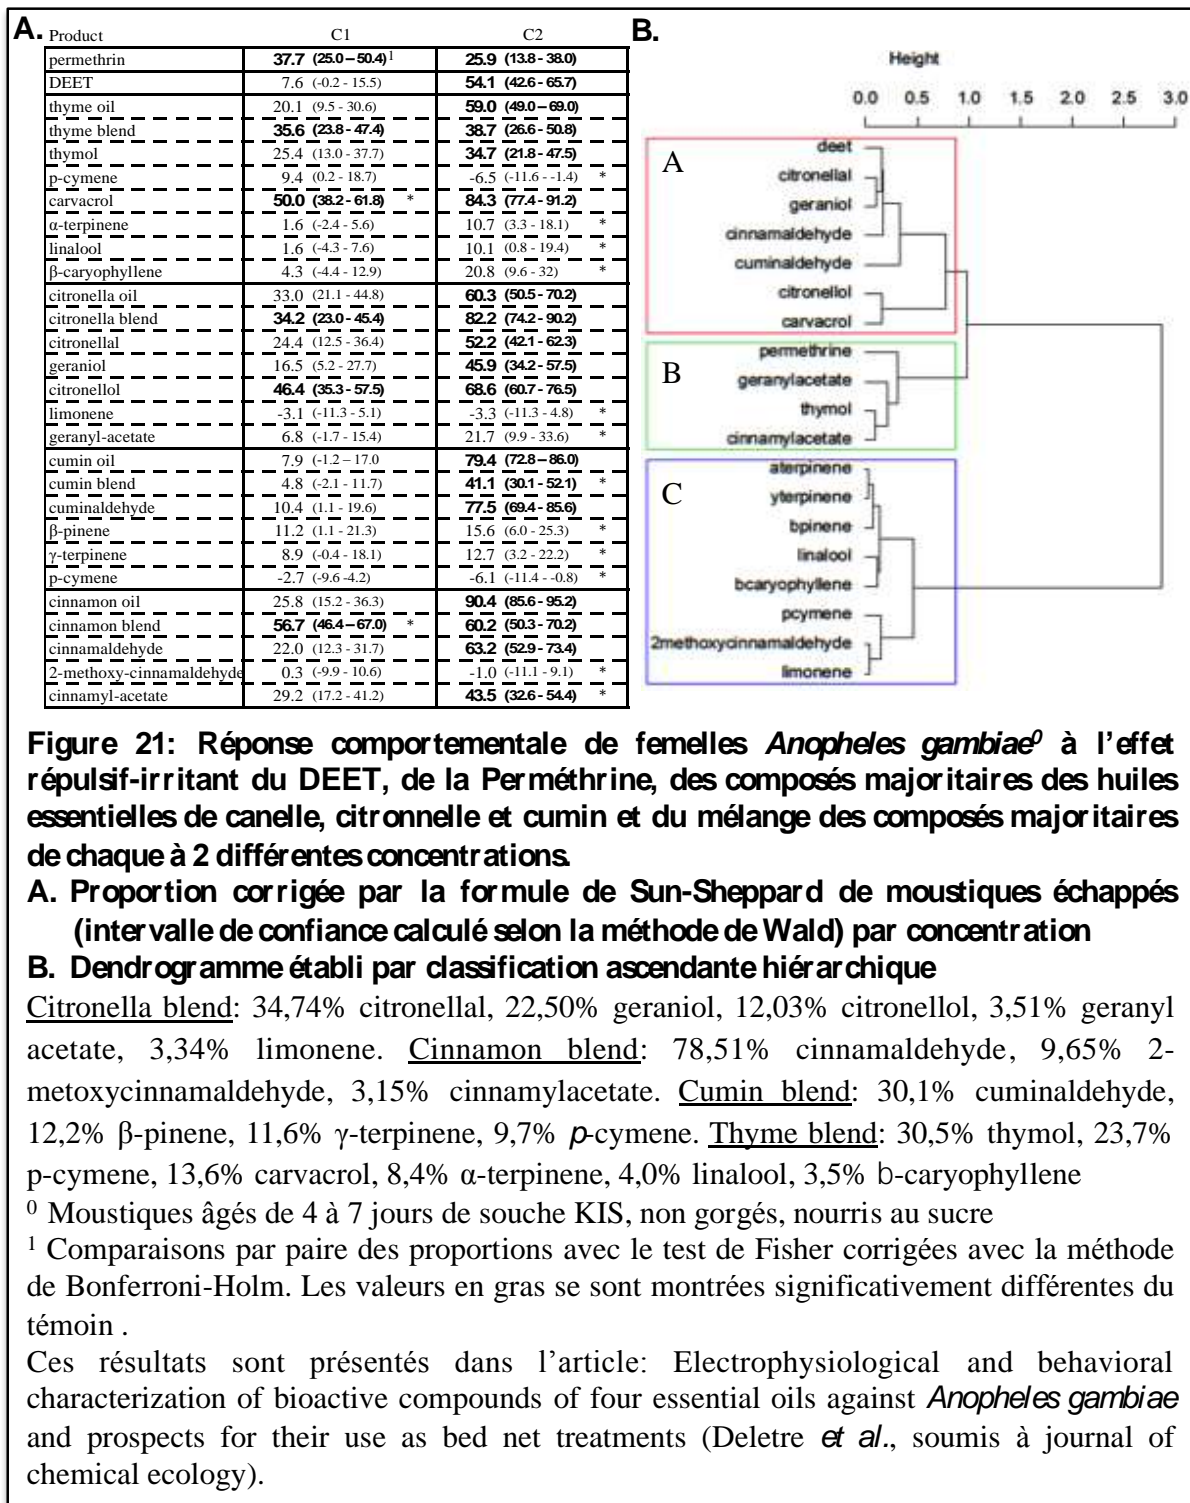 A. Product C1 C2
permethrin 37.7 (25.0 – 50.4)¹ 25.9 (13.8 - 38.0)
DEET 7.6 (-0.2 - 15.5) 54.1 (42.6 - 65.7)
thyme oil 20.1 (9.5 - 30.6) 59.0 (49.0 – 69.0)
thyme blend 35.6 (23.8 - 47.4) 38.7 (26.6 - 50.8)
thymol 25.4 (13.0 - 37.7) 34.7 (21.8 - 47.5)
p-cymene 9.4 (0.2 - 18.7) -6.5 (-11.6 - -1.4) *
carvacrol 50.0 (38.2 - 61.8) * 84.3 (77.4 - 91.2)
α-terpinene 1.6 (-2.4 - 5.6) 10.7 (3.3 - 18.1) *
linalool 1.6 (-4.3 - 7.6) 10.1 (0.8 - 19.4) *
β-caryophyllene 4.3 (-4.4 - 12.9) 20.8 (9.6 - 32) *
citronella oil 33.0 (21.1 - 44.8) 60.3 (50.5 - 70.2)
citronella blend 34.2 (23.0 - 45.4) 82.2 (74.2 - 90.2)
citronellal 24.4 (12.5 - 36.4) 52.2 (42.1 - 62.3)
geraniol 16.5 (5.2 - 27.7) 45.9 (34.2 - 57.5)
citronellol 46.4 (35.3 - 57.5) 68.6 (60.7 - 76.5)
limonene -3.1 (-11.3 - 5.1) -3.3 (-11.3 - 4.8) *
geranyl-acetate 6.8 (-1.7 - 15.4) 21.7 (9.9 - 33.6) *
cumin oil 7.9 (-1.2 – 17.0 79.4 (72.8 – 86.0)
cumin blend 4.8 (-2.1 - 11.7) 41.1 (30.1 - 52.1) *
cuminaldehyde 10.4 (1.1 - 19.6) 77.5 (69.4 - 85.6)
β-pinene 11.2 (1.1 - 21.3) 15.6 (6.0 - 25.3) *
γ-terpinene 8.9 (-0.4 - 18.1) 12.7 (3.2 - 22.2) *
p-cymene -2.7 (-9.6 -4.2) -6.1 (-11.4 - -0.8) *
cinnamon oil 25.8 (15.2 - 36.3) 90.4 (85.6 - 95.2)
cinnamon blend 56.7 (46.4 – 67.0) * 60.2 (50.3 - 70.2)
cinnamaldehyde 22.0 (12.3 - 31.7) 63.2 (52.9 - 73.4)
2-methoxy-cinnamaldehyde 0.3 (-9.9 - 10.6) -1.0 (-11.1 - 9.1) *
cinnamyl-acetate 29.2 (17.2 - 41.2) 43.5 (32.6 - 54.4) *
B.
Height
0.0 0.5 1.0 1.5 2.0 2.5 3.0
A
deet
citronellal
geraniol
cinnamaldehyde
cuminaldehyde
citronellol
carvacrol
B
permethrine
geranylacetate
thymol
cinnamylacetate
C
aterpinene
yterpinene
bpinene
linalool
bcaryophyllene
pcymene
2methoxycinnamaldehyde
limonene
Figure 21: Réponse comportementale de femelles Anopheles gambiae⁰ à l'effet
répulsif-irritant du DEET, de la Perméthrine, des composés majoritaires des huiles
essentielles de canelle, citronnelle et cumin et du mélange des composés majoritaires
de chaque à 2 différentes concentrations.
A. Proportion corrigée par la formule de Sun-Sheppard de moustiques échappés
(intervalle de confiance calculé selon la méthode de Wald) par concentration
B. Dendrogramme établi par classification ascendante hiérarchique
Citronella blend: 34,74% citronellal, 22,50% geraniol, 12,03% citronellol, 3,51% geranyl
acetate, 3,34% limonene. Cinnamon blend: 78,51% cinnamaldehyde, 9,65% 2-
metoxycinnamaldehyde, 3,15% cinnamylacetate. Cumin blend: 30,1% cuminaldehyde,
12,2% β-pinene, 11,6% γ-terpinene, 9,7% p-cymene. Thyme blend: 30,5% thymol, 23,7%
p-cymene, 13,6% carvacrol, 8,4% α-terpinene, 4,0% linalool, 3,5% b-caryophyllene
⁰ Moustiques âgés de 4 à 7 jours de souche KIS, non gorgés, nourris au sucre
¹ Comparaisons par paire des proportions avec le test de Fisher corrigées avec la méthode
de Bonferroni-Holm. Les valeurs en gras se sont montrées significativement différentes du
témoin .
Ces résultats sont présentés dans l'article: Electrophysiological and behavioral
characterization of bioactive compounds of four essential oils against Anopheles gambiae
and prospects for their use as bed net treatments (Deletre et al., soumis à journal of
chemical ecology).